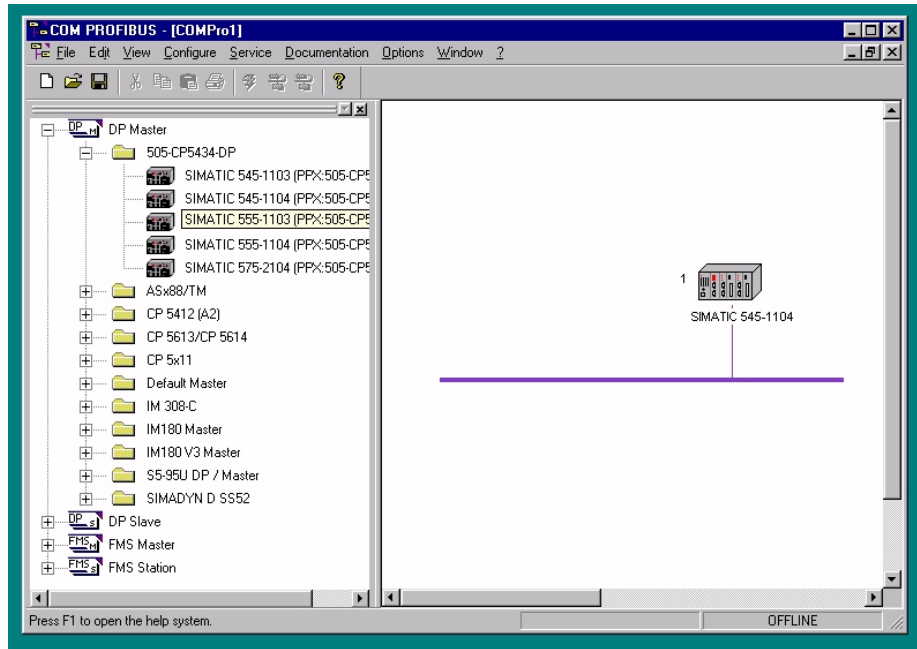 COM PROFIBUS - [COMPro1]
File Edit View Configure Service Documentation Options Window ?
DP M DP Master
505-CP5434-DP
SIMATIC 545-1103 (PPX:505-CP5
SIMATIC 545-1104 (PPX:505-CP5
SIMATIC 555-1103 (PPX:505-CP5
SIMATIC 555-1104 (PPX:505-CP5
SIMATIC 575-2104 (PPX:505-CP5
ASx88/TM
CP 5412 (A2)
CP 5613/CP 5614
CP 5x11
Default Master
IM 308-C
IM180 Master
IM180 V3 Master
S5-95U DP / Master
SIMADYN D SS52
DP S DP Slave
FMS M FMS Master
FMS S FMS Station
1
SIMATIC 545-1104
Press F1 to open the help system.
OFFLINE